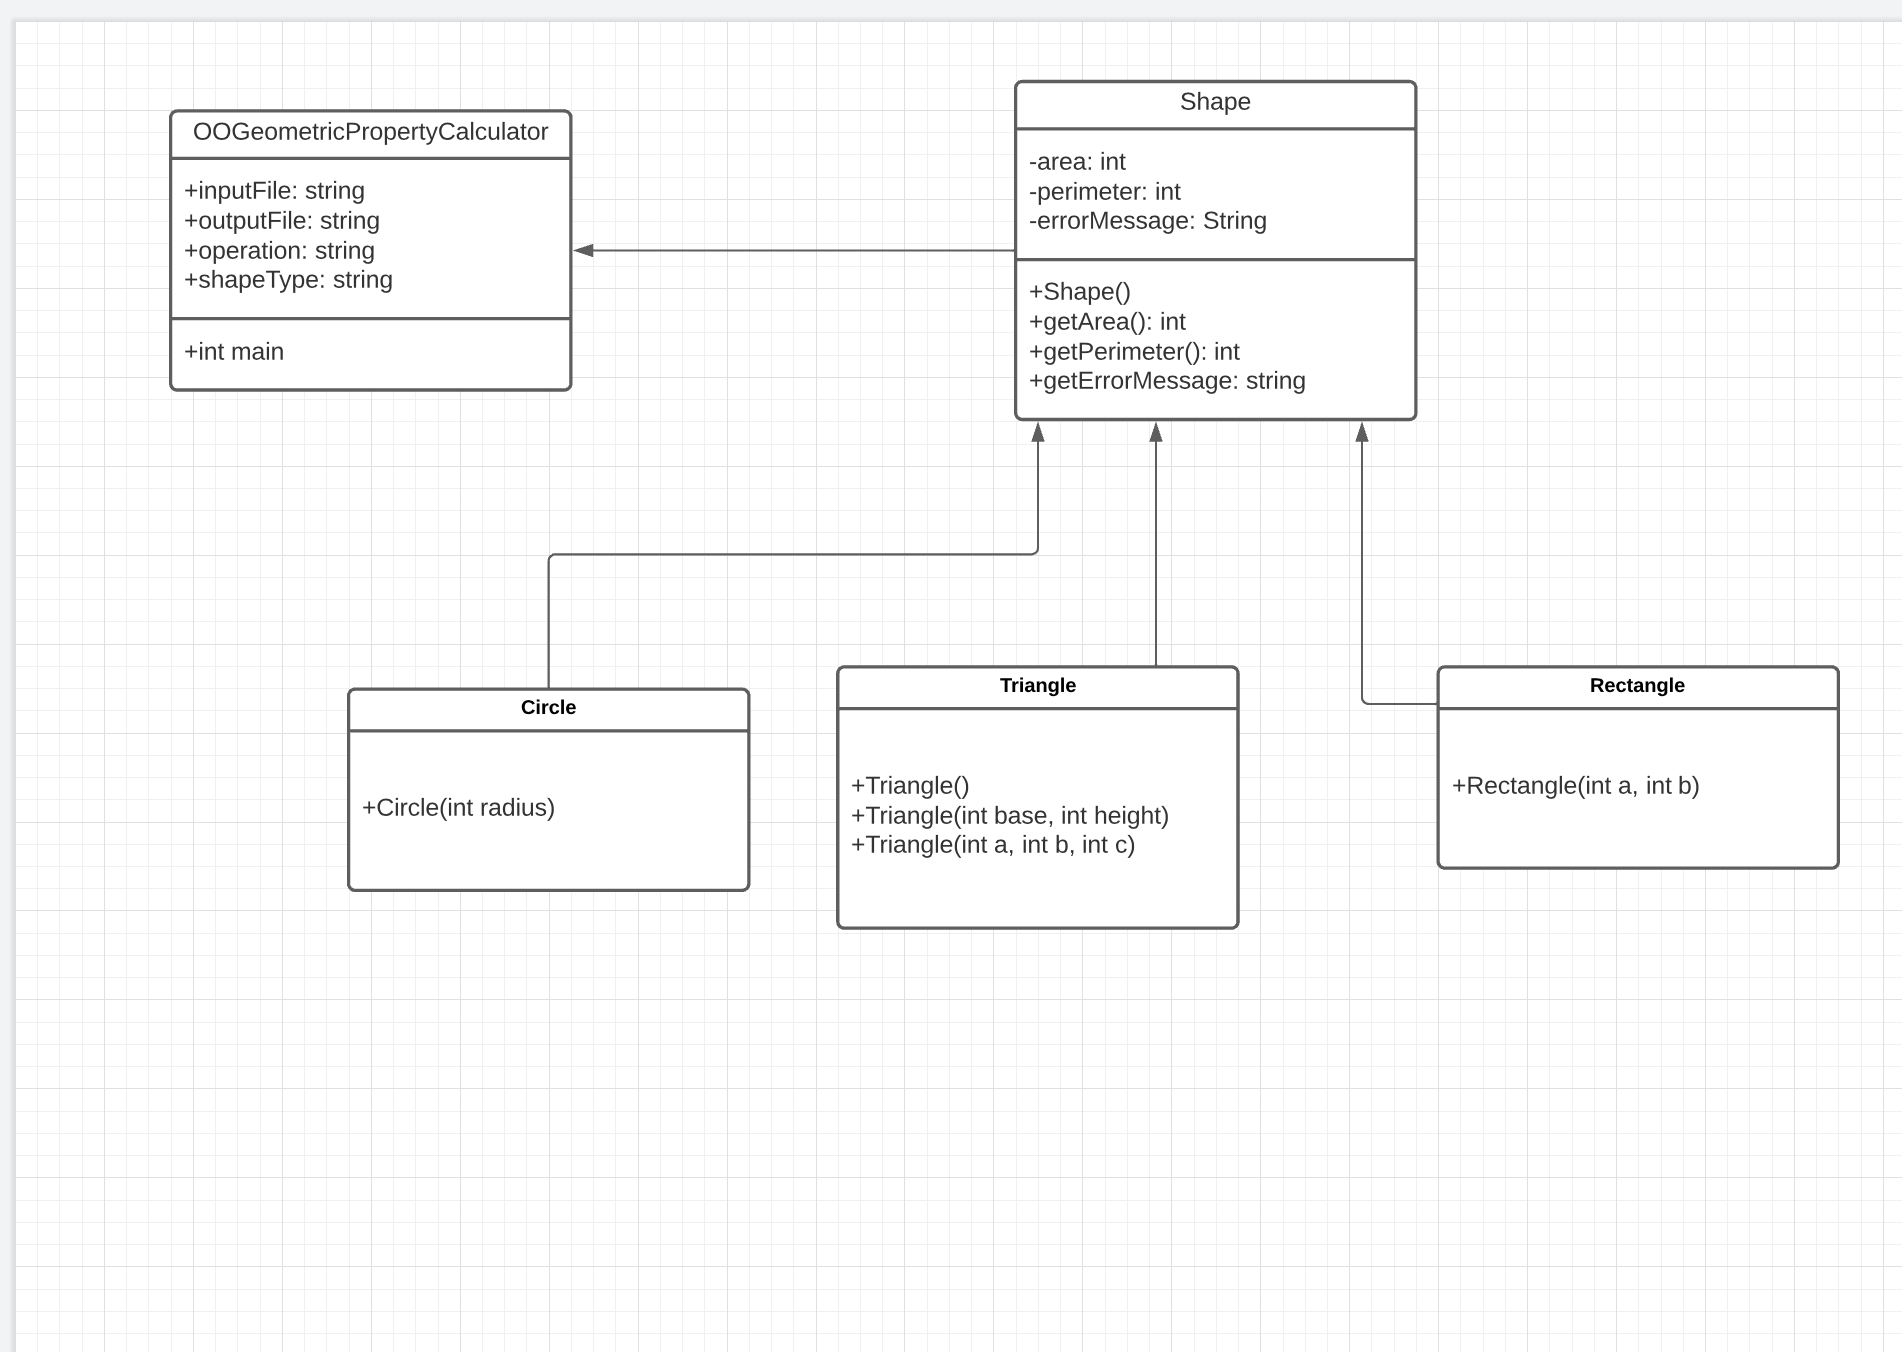 OOGeometricPropertyCalculator
+inputFile: string
+outputFile: string
+operation: string
+shapeType: string
+int main
Shape
-area: int
-perimeter: int
-errorMessage: String
+Shape()
+getArea(): int
+getPerimeter(): int
+getErrorMessage: string
Circle
+Circle(int radius)
Triangle
+Triangle()
+Triangle(int base, int height)
+Triangle(int a, int b, int c)
Rectangle
+Rectangle(int a, int b)